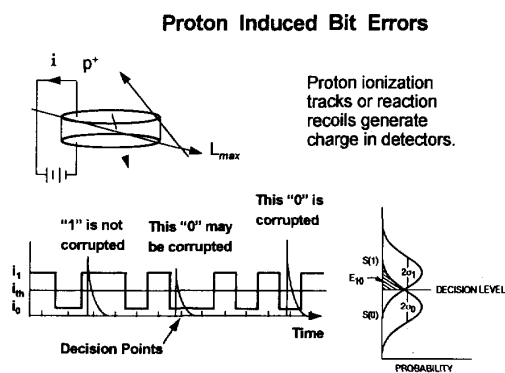 Proton Induced Bit Errors
i
p+
Proton ionization
tracks or reaction
recoils generate
charge in detectors.
Lmax
"1" is not
corrupted
This "0" may
be corrupted
This "0" is
corrupted
i1
ith
i0
Time
Decision Points
S(1)
E10
S(0)
2σ1
2σ0
DECISION LEVEL
PROBABILITY